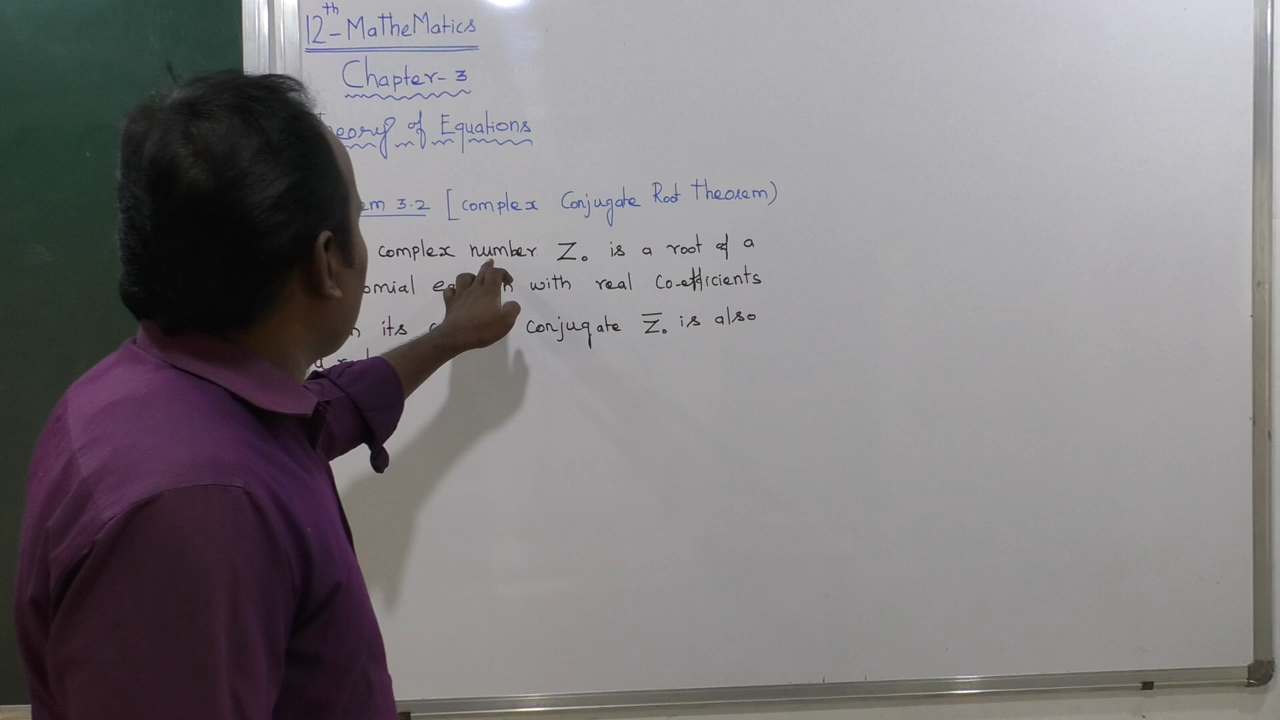 12th - Mathematics
Chapter - 3
eory of Equations
em 3.2 [Complex Conjugate Root Theorem)
complex number Z₀ is a root of a
omial with real Co-efficients
its conjugate Z̅₀ is also